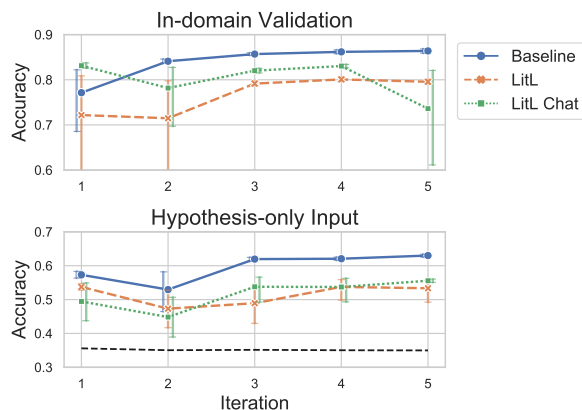 In-domain Validation
0.9
0.8
0.7
0.6
Accuracy
1 2 3 4 5
Baseline
LitL
LitL Chat
Hypothesis-only Input
0.7
0.6
0.5
0.4
0.3
Accuracy
1 2 3 4 5
Iteration